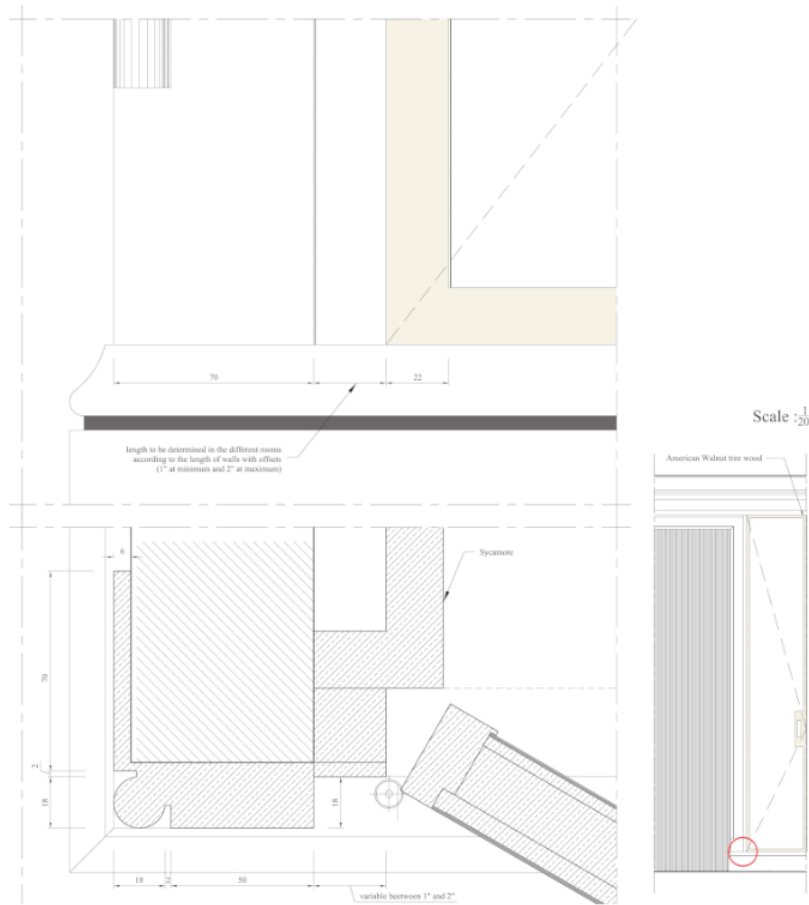 70
22
Scale : 1/20
length to be determined in the different rooms
according to the length of walls with offsets
(1" at minimum and 2" at maximum)
American Walnut tree wood
6
Sycamore
70
2
18
18
18
2
50
variable beetween 1" and 2"